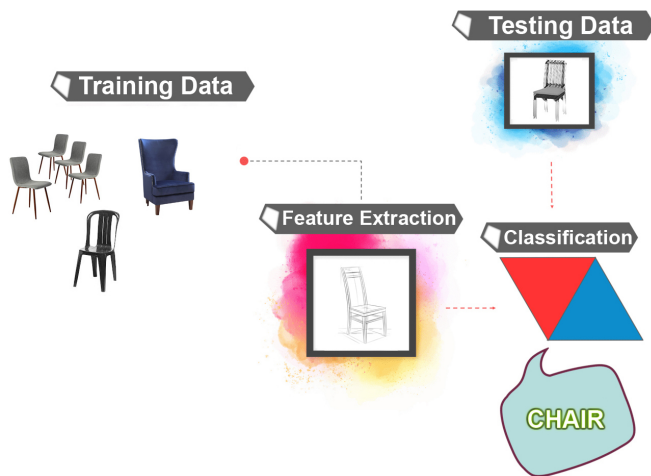 Testing Data
Training Data
Feature Extraction
Classification
CHAIR